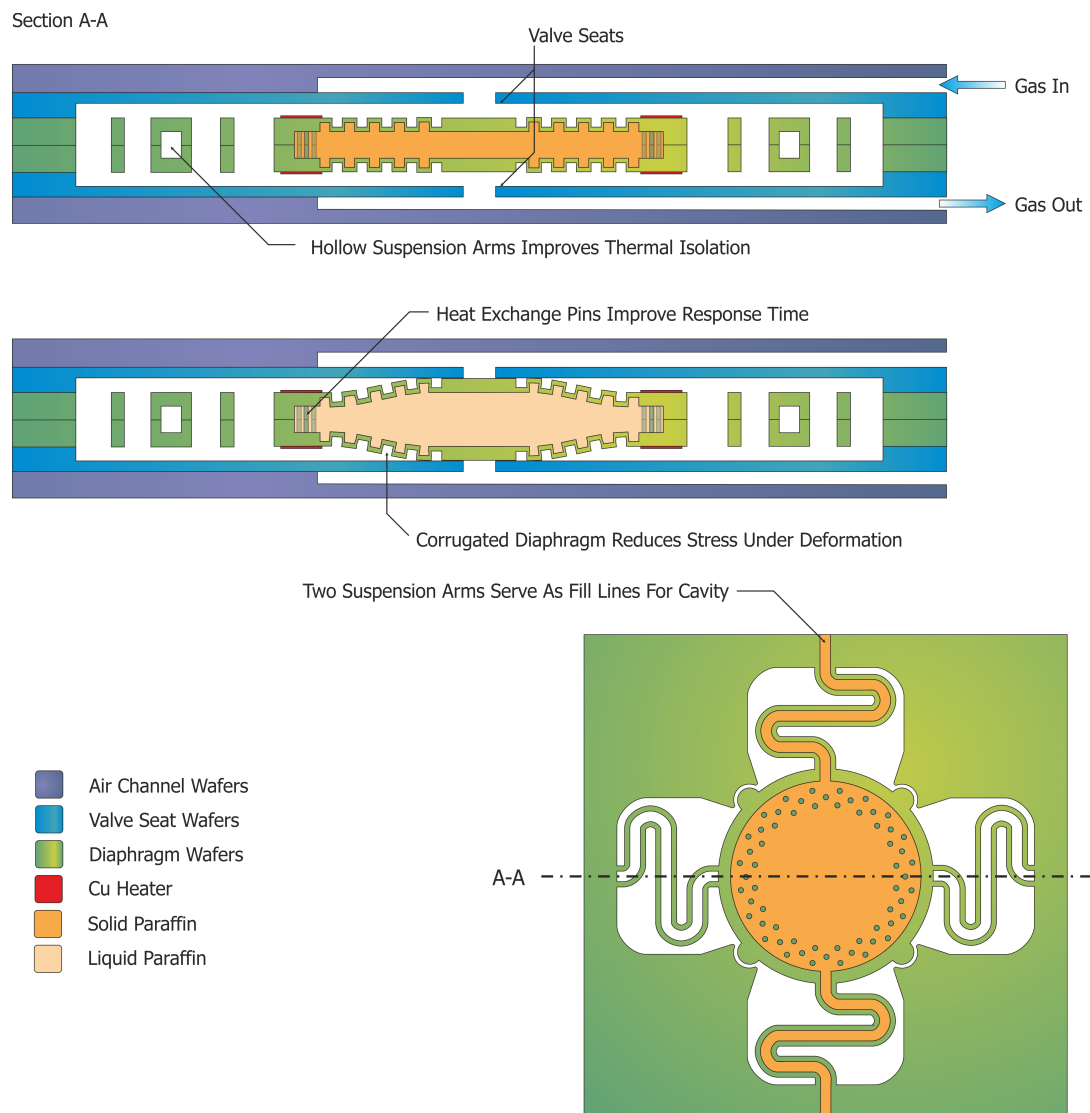 Section A-A
Valve Seats
Gas In
Gas Out
Hollow Suspension Arms Improves Thermal Isolation
Heat Exchange Pins Improve Response Time
Corrugated Diaphragm Reduces Stress Under Deformation
Two Suspension Arms Serve As Fill Lines For Cavity
Air Channel Wafers
Valve Seat Wafers
Diaphragm Wafers
Cu Heater
Solid Paraffin
Liquid Paraffin
A-A